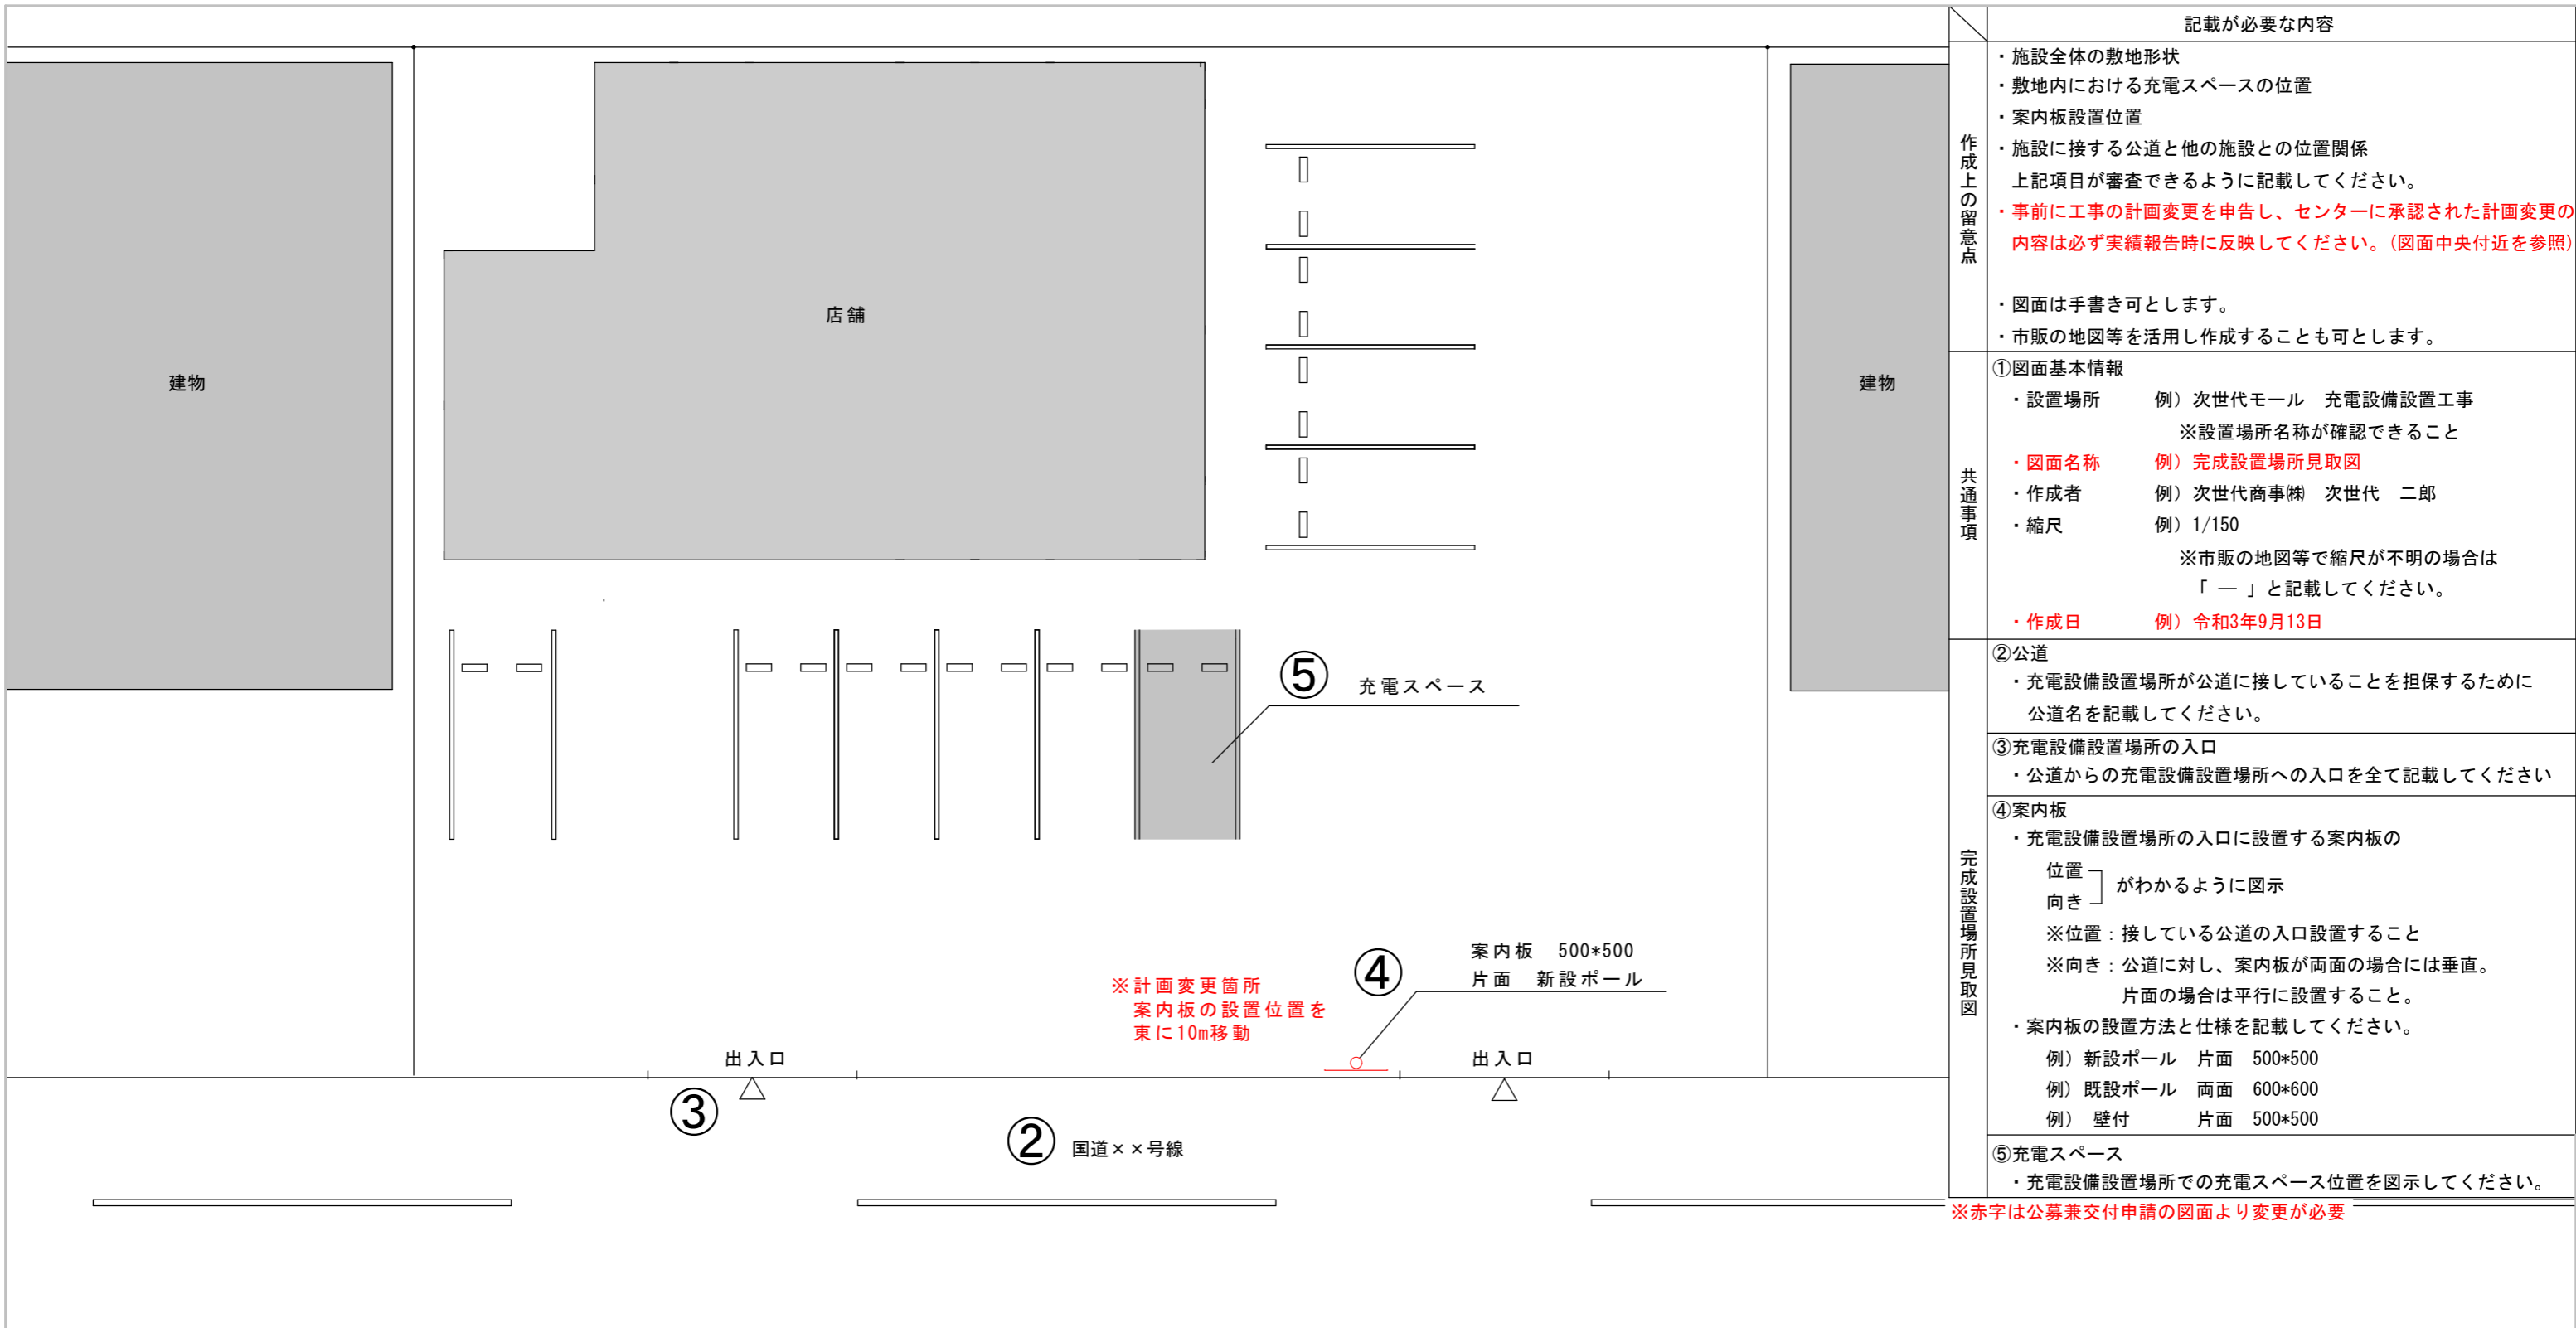 建物
店舗
建物
⑤ 充電スペース
※計画変更箇所
案内板の設置位置を
東に10m移動
④
案内板 500*500
片面 新設ポール
出入口
出入口
③
② 国道××号線
記載が必要な内容
作成上の留意点
・施設全体の敷地形状
・敷地内における充電スペースの位置
・案内板設置位置
・施設に接する公道と他の施設との位置関係
上記項目が審査できるように記載してください。
・事前に工事の計画変更を申告し、センターに承認された計画変更の
内容は必ず実績報告時に反映してください。(図面中央付近を参照)
・図面は手書き可とします。
・市販の地図等を活用し作成することも可とします。
共通事項
①図面基本情報
・設置場所 例）次世代モール 充電設備設置工事
※設置場所名称が確認できること
・図面名称 例）完成設置場所見取図
・作成者 例）次世代商事㈱ 次世代 二郎
・縮尺 例）1/150
※市販の地図等で縮尺が不明の場合は
「 ― 」と記載してください。
・作成日 例）令和3年9月13日
完成設置場所見取図
②公道
・充電設備設置場所が公道に接していることを担保するために
公道名を記載してください。
③充電設備設置場所の入口
・公道からの充電設備設置場所への入口を全て記載してください
④案内板
・充電設備設置場所の入口に設置する案内板の
位置
向き
がわかるように図示
※位置：接している公道の入口設置すること
※向き：公道に対し、案内板が両面の場合には垂直。
片面の場合は平行に設置すること。
・案内板の設置方法と仕様を記載してください。
例）新設ポール 片面 500*500
例）既設ポール 両面 600*600
例） 壁付 片面 500*500
⑤充電スペース
・充電設備設置場所での充電スペース位置を図示してください。
※赤字は公募兼交付申請の図面より変更が必要